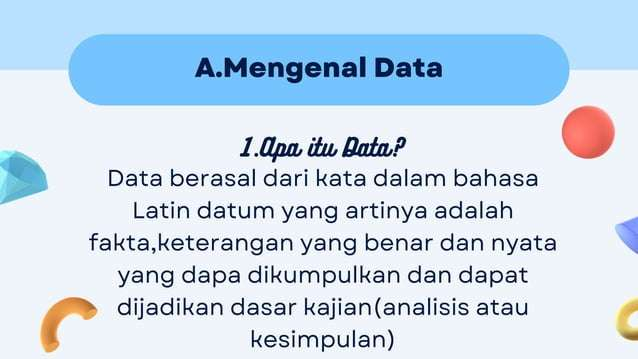 A.Mengenal Data
1.Apa itu Data?
Data berasal dari kata dalam bahasa
Latin datum yang artinya adalah
fakta,keterangan yang benar dan nyata
yang dapa dikumpulkan dan dapat
dijadikan dasar kajian(analisis atau
kesimpulan)